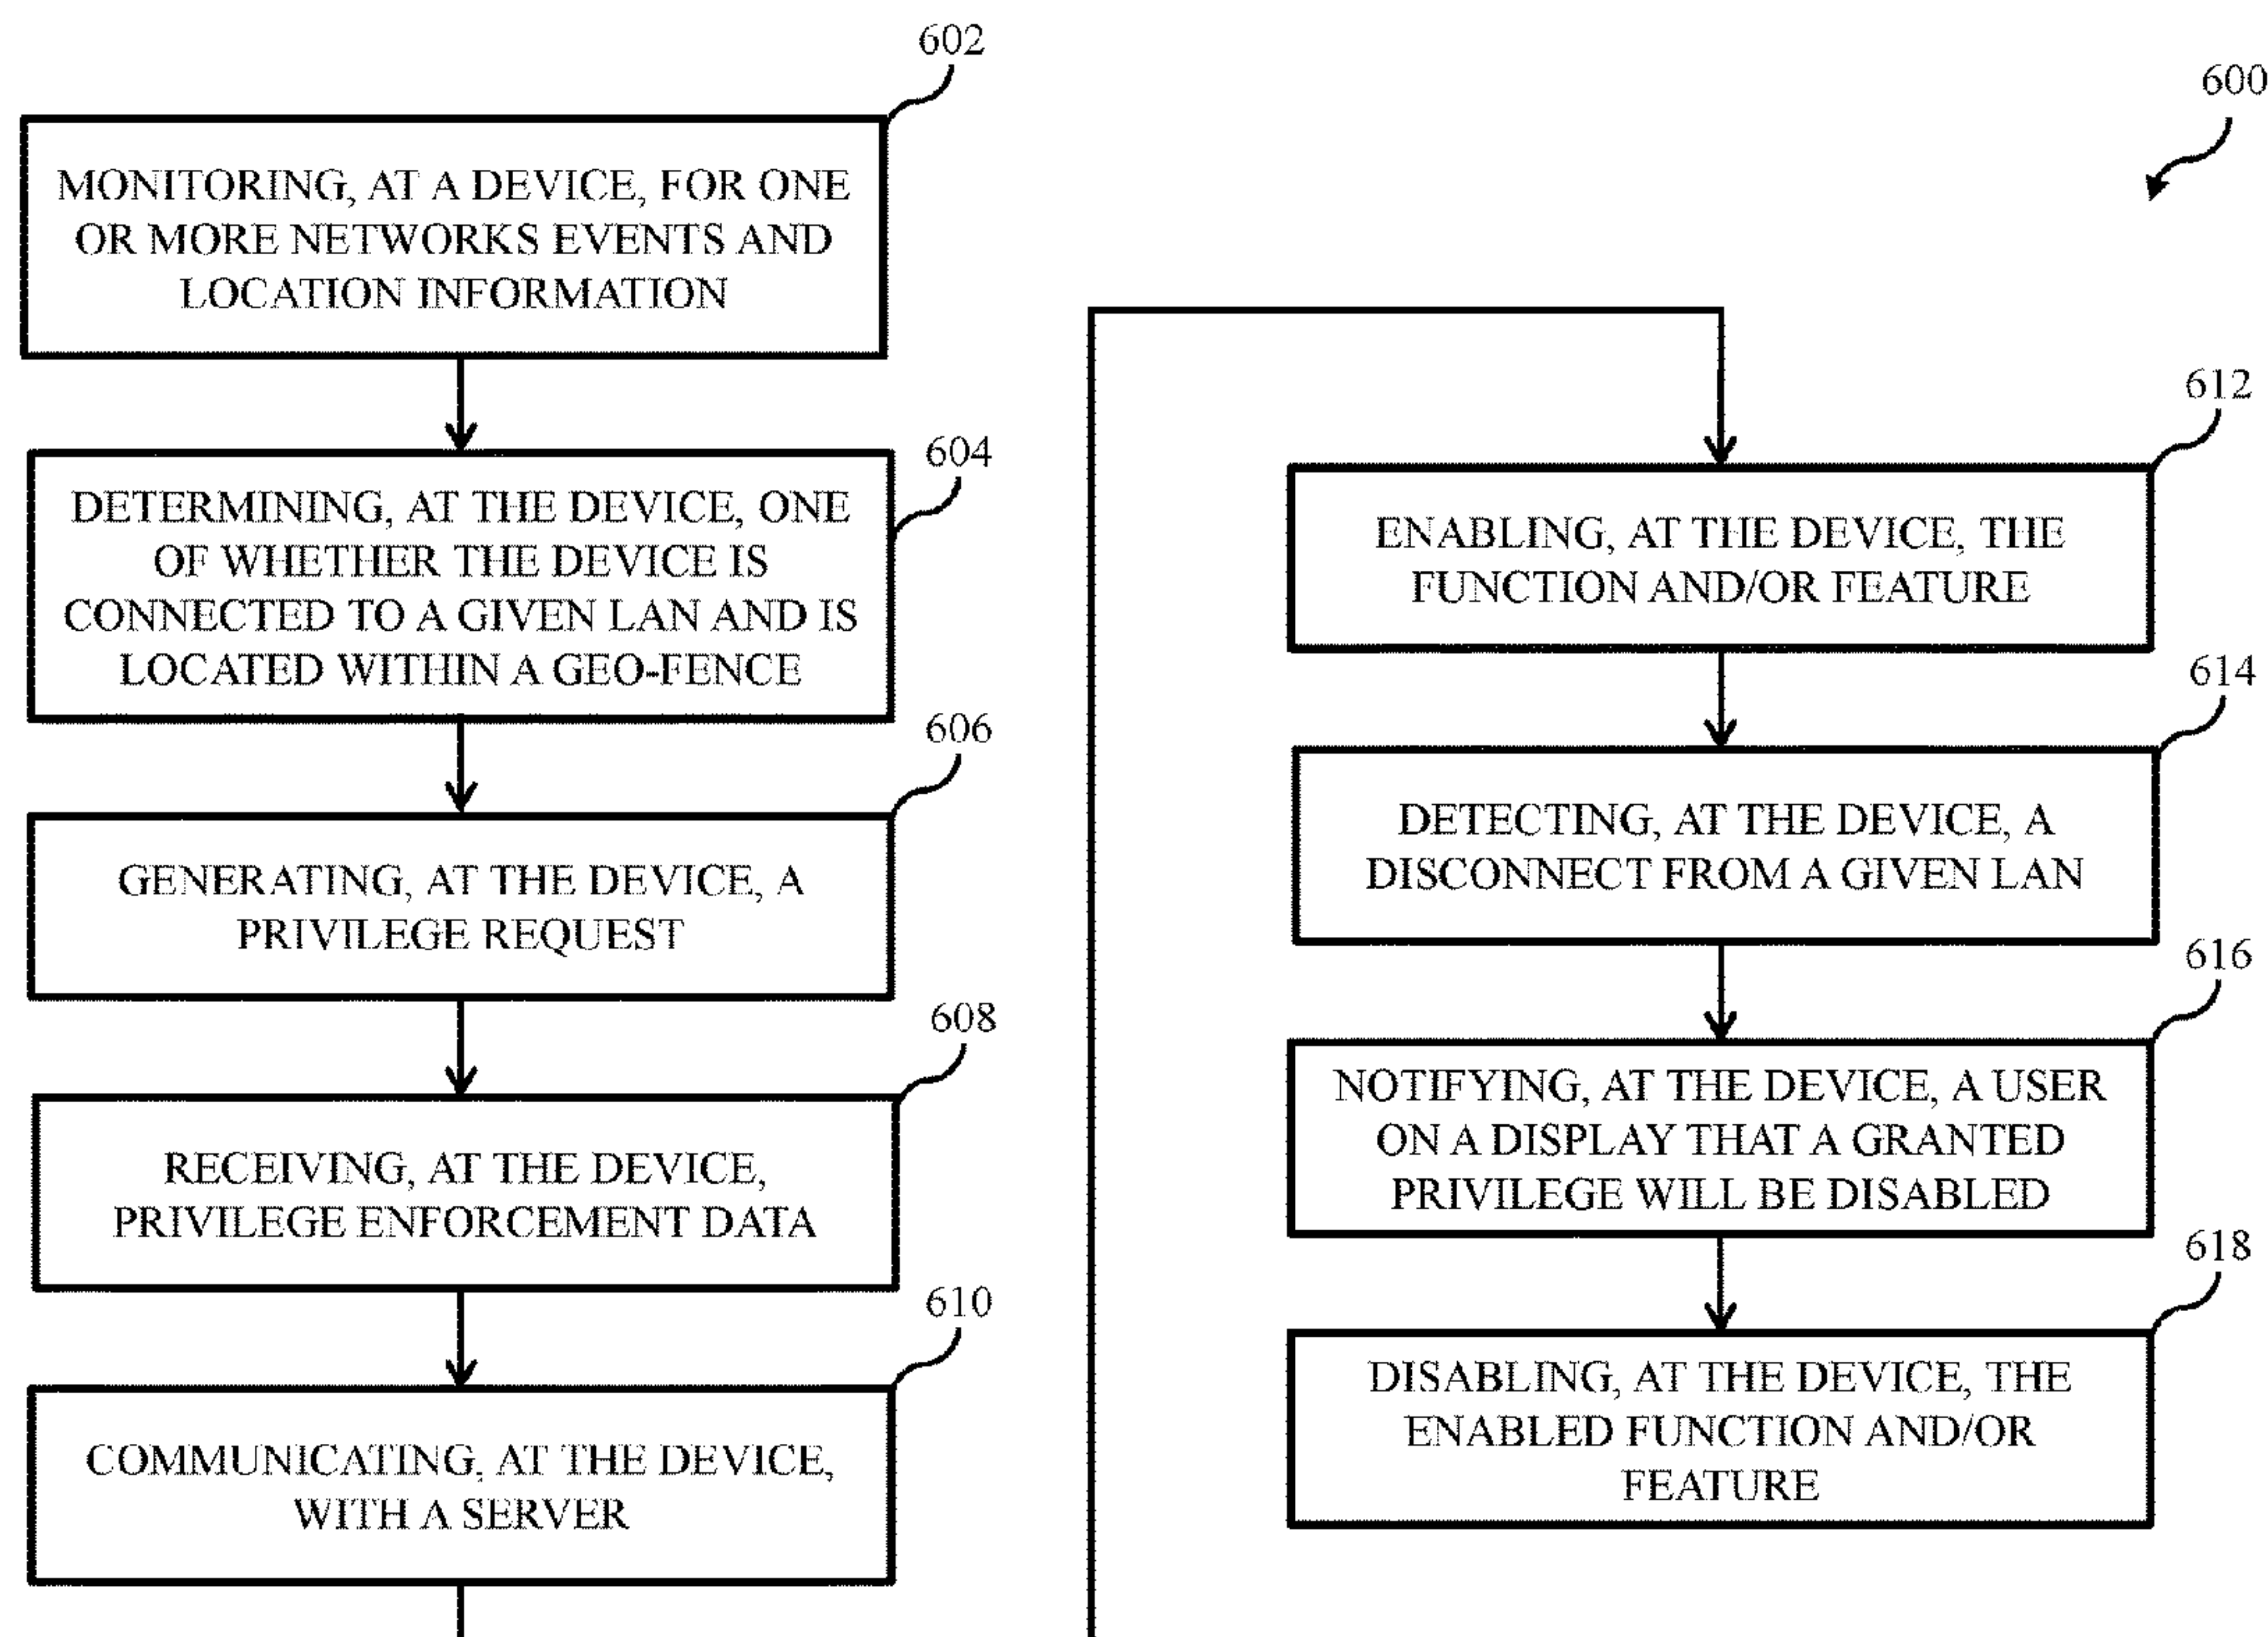 602
MONITORING, AT A DEVICE, FOR ONE
OR MORE NETWORKS EVENTS AND
LOCATION INFORMATION
604
DETERMINING, AT THE DEVICE, ONE
OF WHETHER THE DEVICE IS
CONNECTED TO A GIVEN LAN AND IS
LOCATED WITHIN A GEO-FENCE
606
GENERATING, AT THE DEVICE, A
PRIVILEGE REQUEST
608
RECEIVING, AT THE DEVICE,
PRIVILEGE ENFORCEMENT DATA
610
COMMUNICATING, AT THE DEVICE,
WITH A SERVER
600
612
ENABLING, AT THE DEVICE, THE
FUNCTION AND/OR FEATURE
614
DETECTING, AT THE DEVICE, A
DISCONNECT FROM A GIVEN LAN
616
NOTIFYING, AT THE DEVICE, A USER
ON A DISPLAY THAT A GRANTED
PRIVILEGE WILL BE DISABLED
618
DISABLING, AT THE DEVICE, THE
ENABLED FUNCTION AND/OR
FEATURE